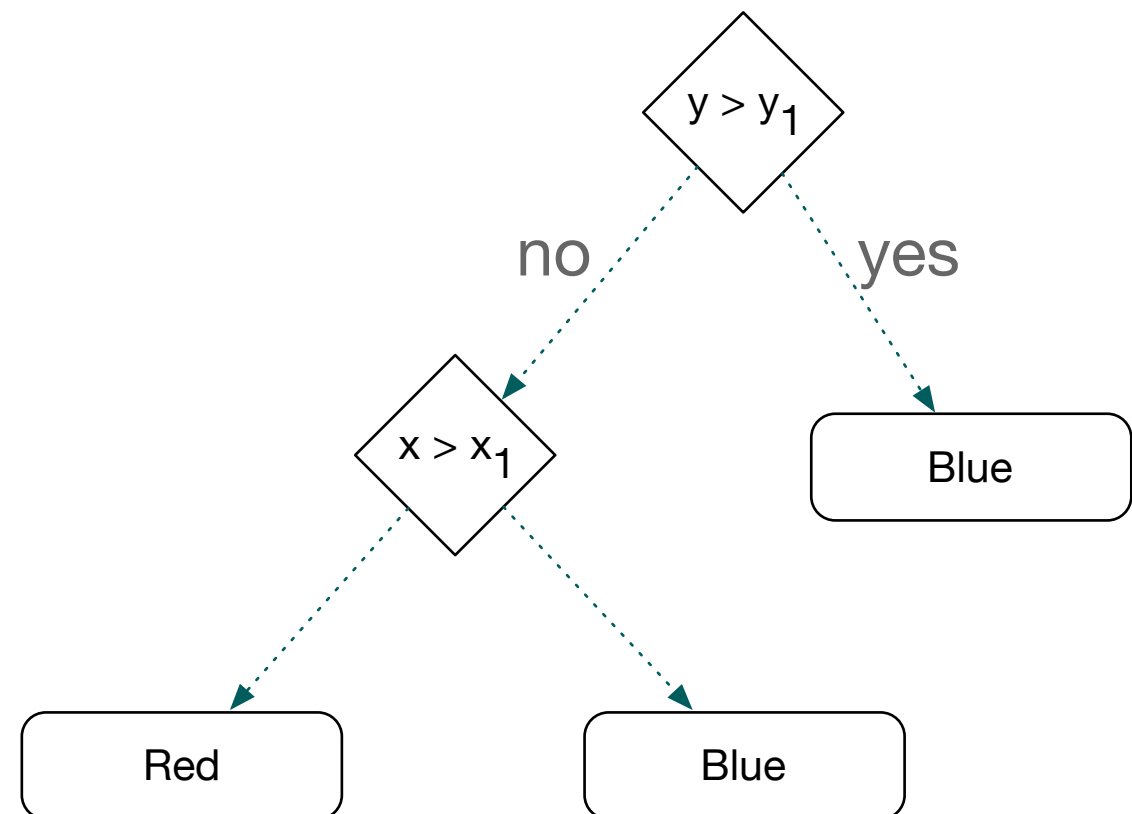 y > y₁
no
yes
x > x₁
Blue
Red
Blue